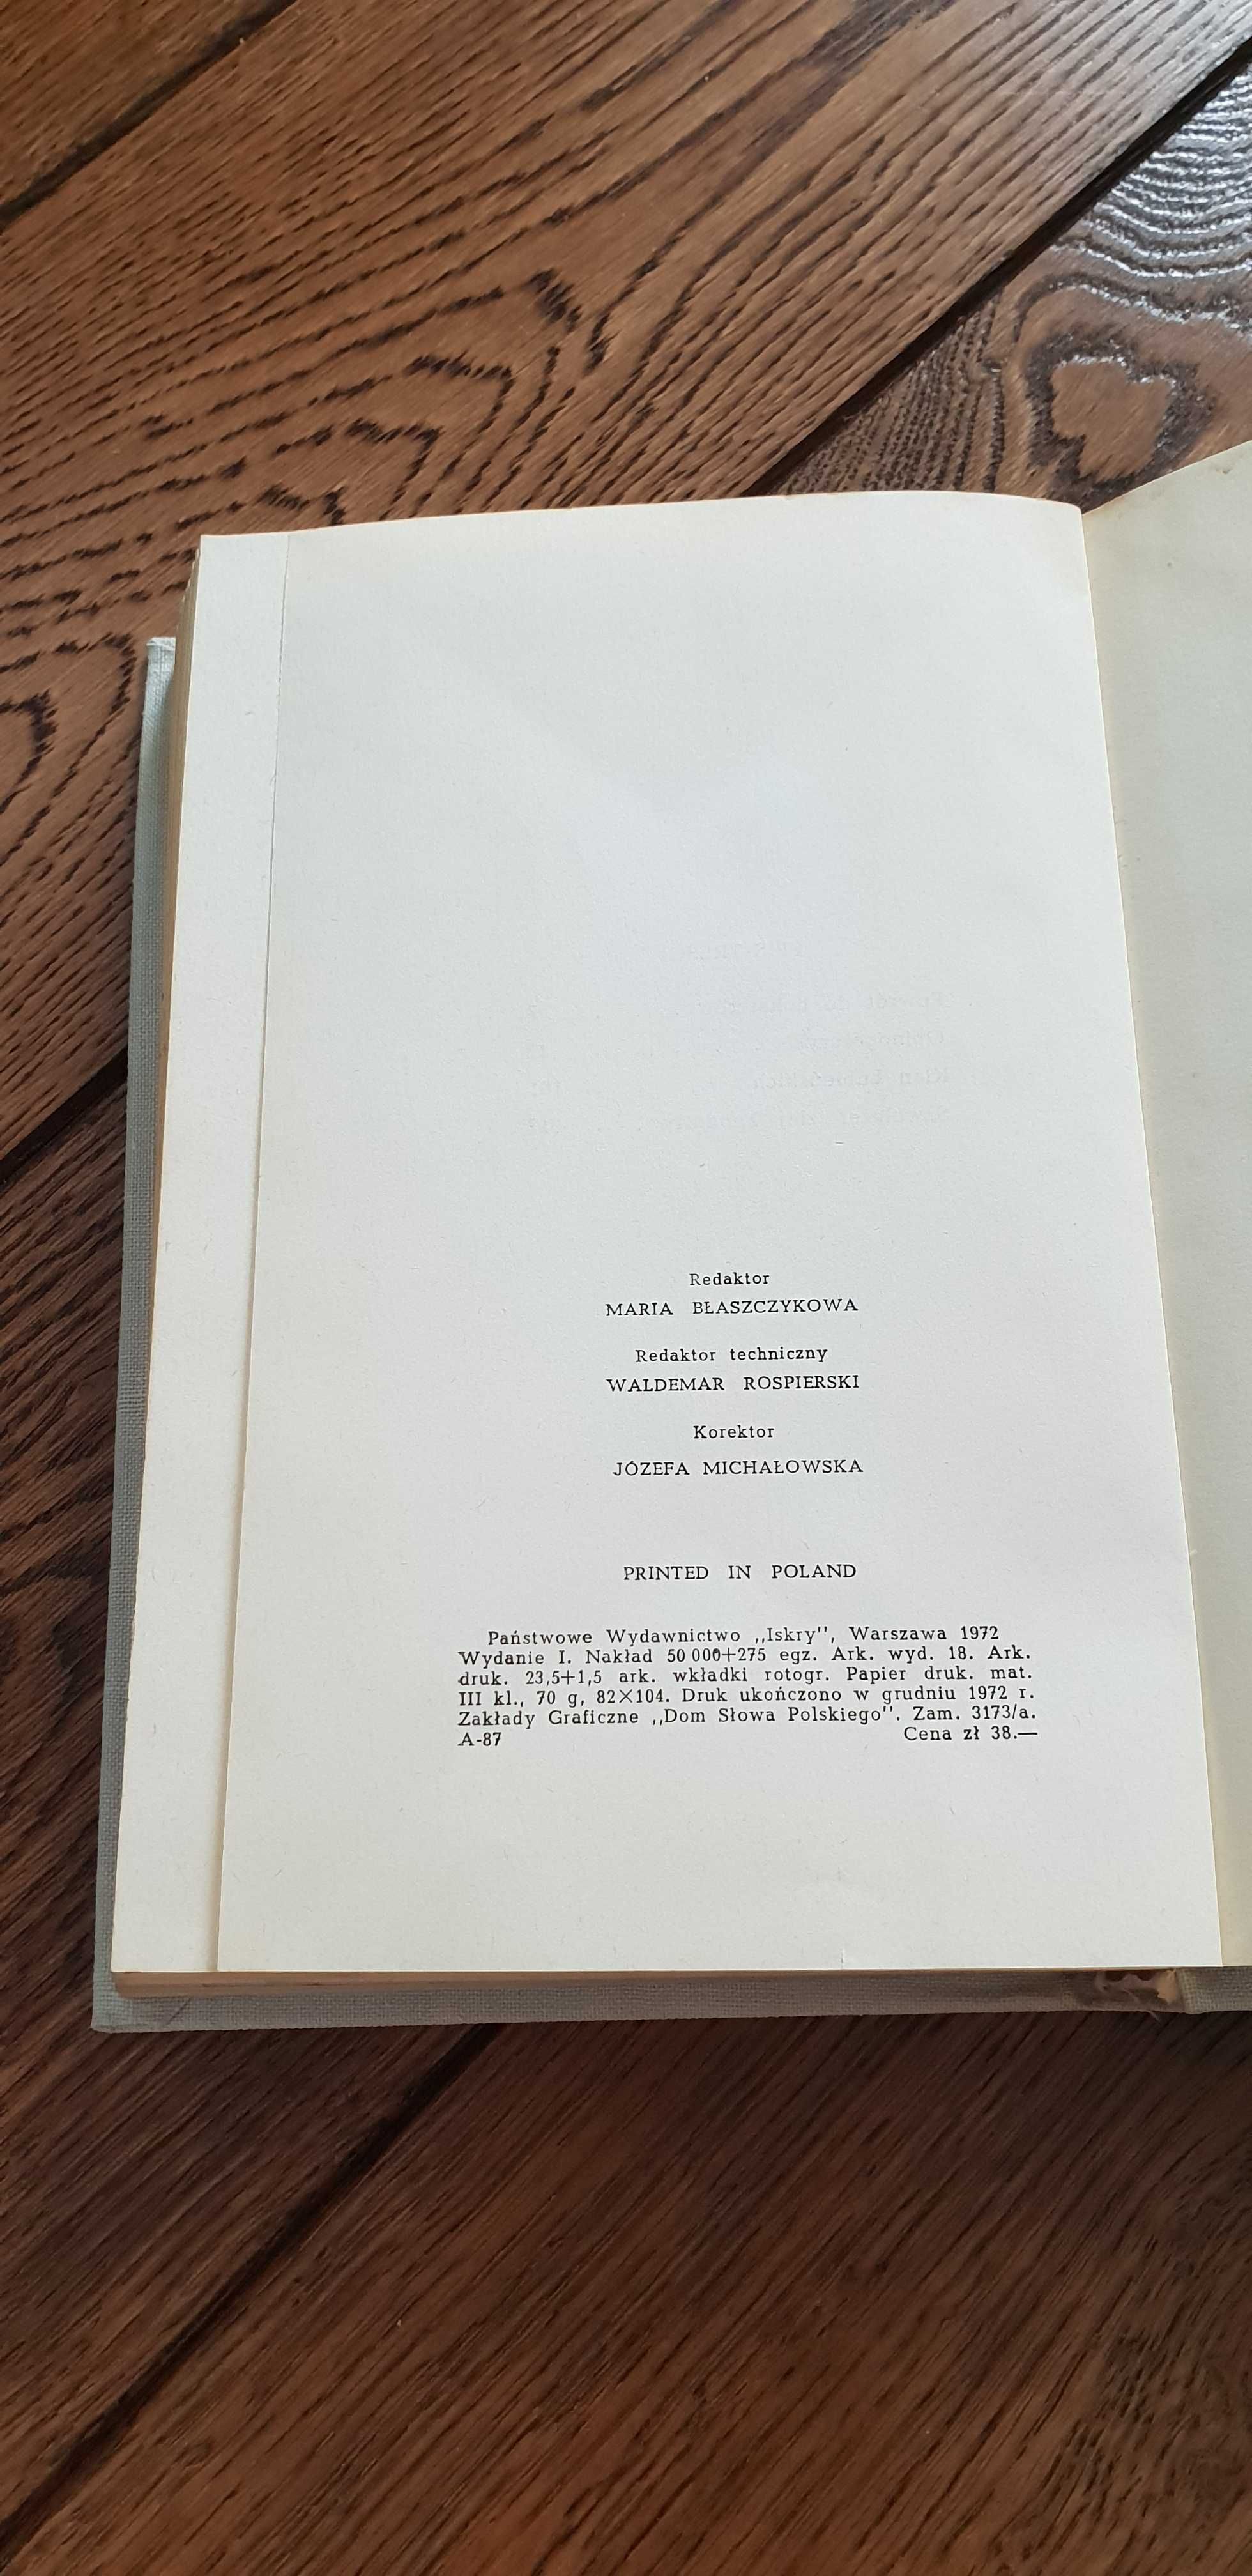 Redaktor
MARIA BŁASZCZYKOWA
Redaktor techniczny
WALDEMAR ROSPIERSKI
Korektor
JÓZEFA MICHAŁOWSKA
PRINTED IN POLAND
Państwowe Wydawnictwo „Iskry”, Warszawa 1972
Wydanie I. Nakład 50 000+275 egz. Ark. wyd. 18. Ark.
druk. 23,5+1,5 ark. wkładki rotogr. Papier druk. mat.
III kl., 70 g, 82×104. Druk ukończono w grudniu 1972 r.
Zakłady Graficzne „Dom Słowa Polskiego”. Zam. 3173/a.
A-87 Cena zł 38.—